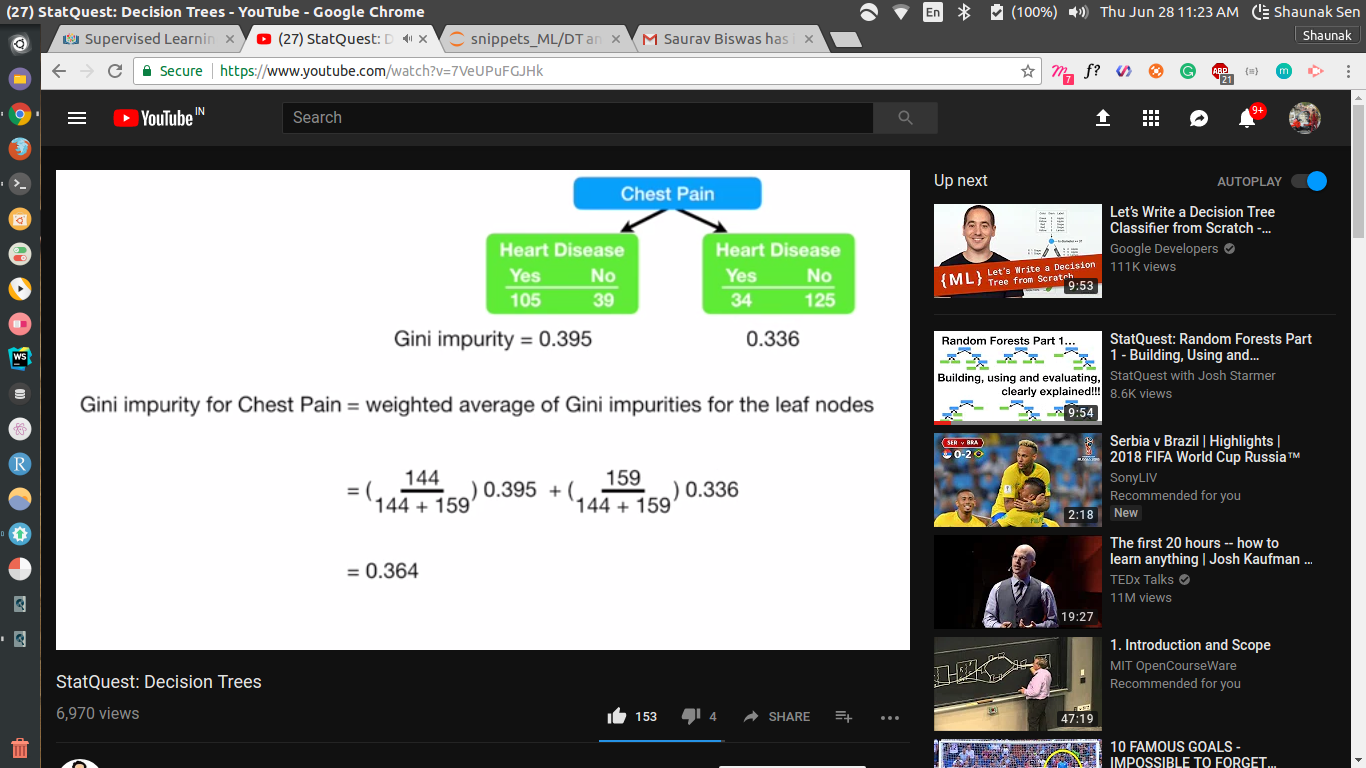 (27) StatQuest: Decision Trees - YouTube - Google Chrome
En
(100%)
Thu Jun 28 11:23 AM
Shaunak Sen
Supervised Learnin
(27) StatQuest: D
snippets_ML/DT an
Saurav Biswas has
Shaunak
Secure
https://www.youtube.com/watch?v=7VeUPuFGJHk
7
f?
ABP
21
m
YouTube IN
Search
9+
Chest Pain
Heart Disease
Yes No
105 39
Heart Disease
Yes No
34 125
Gini impurity = 0.395
0.336
Gini impurity for Chest Pain = weighted average of Gini impurities for the leaf nodes
= ( 144 / 144 + 159 ) 0.395 + ( 159 / 144 + 159 ) 0.336
= 0.364
StatQuest: Decision Trees
6,970 views
153
4
SHARE
Up next
AUTOPLAY
{ML} Let's Write a Decision
Tree from Scratch
9:53
Let's Write a Decision Tree
Classifier from Scratch -...
Google Developers
111K views
Random Forests Part 1...
Building, using and evaluating,
clearly explained!!!
9:54
StatQuest: Random Forests Part
1 - Building, Using and...
StatQuest with Josh Starmer
8.6K views
SER v BRA
0-2
2:18
Serbia v Brazil | Highlights |
2018 FIFA World Cup Russia™
SonyLIV
Recommended for you
New
19:27
The first 20 hours -- how to
learn anything | Josh Kaufman ...
TEDx Talks
11M views
47:19
1. Introduction and Scope
MIT OpenCourseWare
Recommended for you
10 FAMOUS GOALS -
IMPOSSIBLE TO FORGET...
WS
R